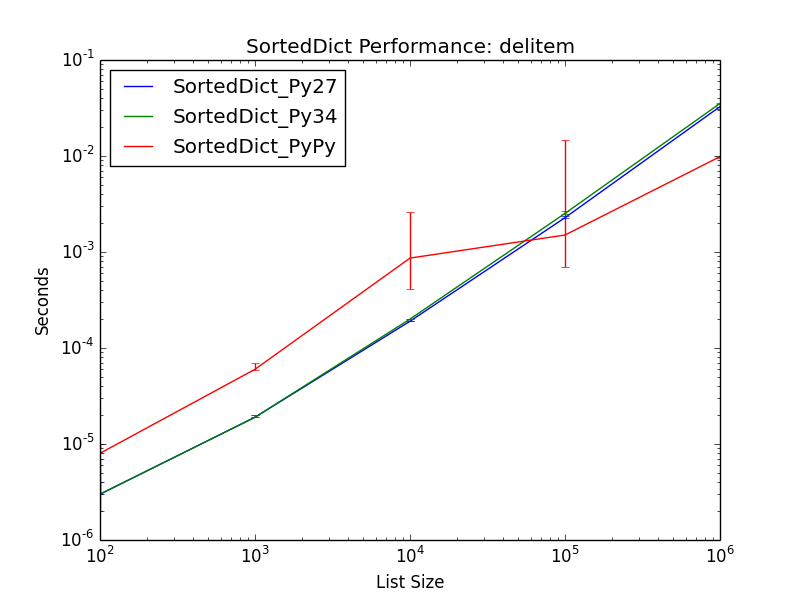 SortedDict Performance: delitem
10^-1
SortedDict_Py27
SortedDict_Py34
SortedDict_PyPy
10^-2
10^-3
Seconds
10^-4
10^-5
10^-6
10^2 10^3 10^4 10^5 10^6
List Size